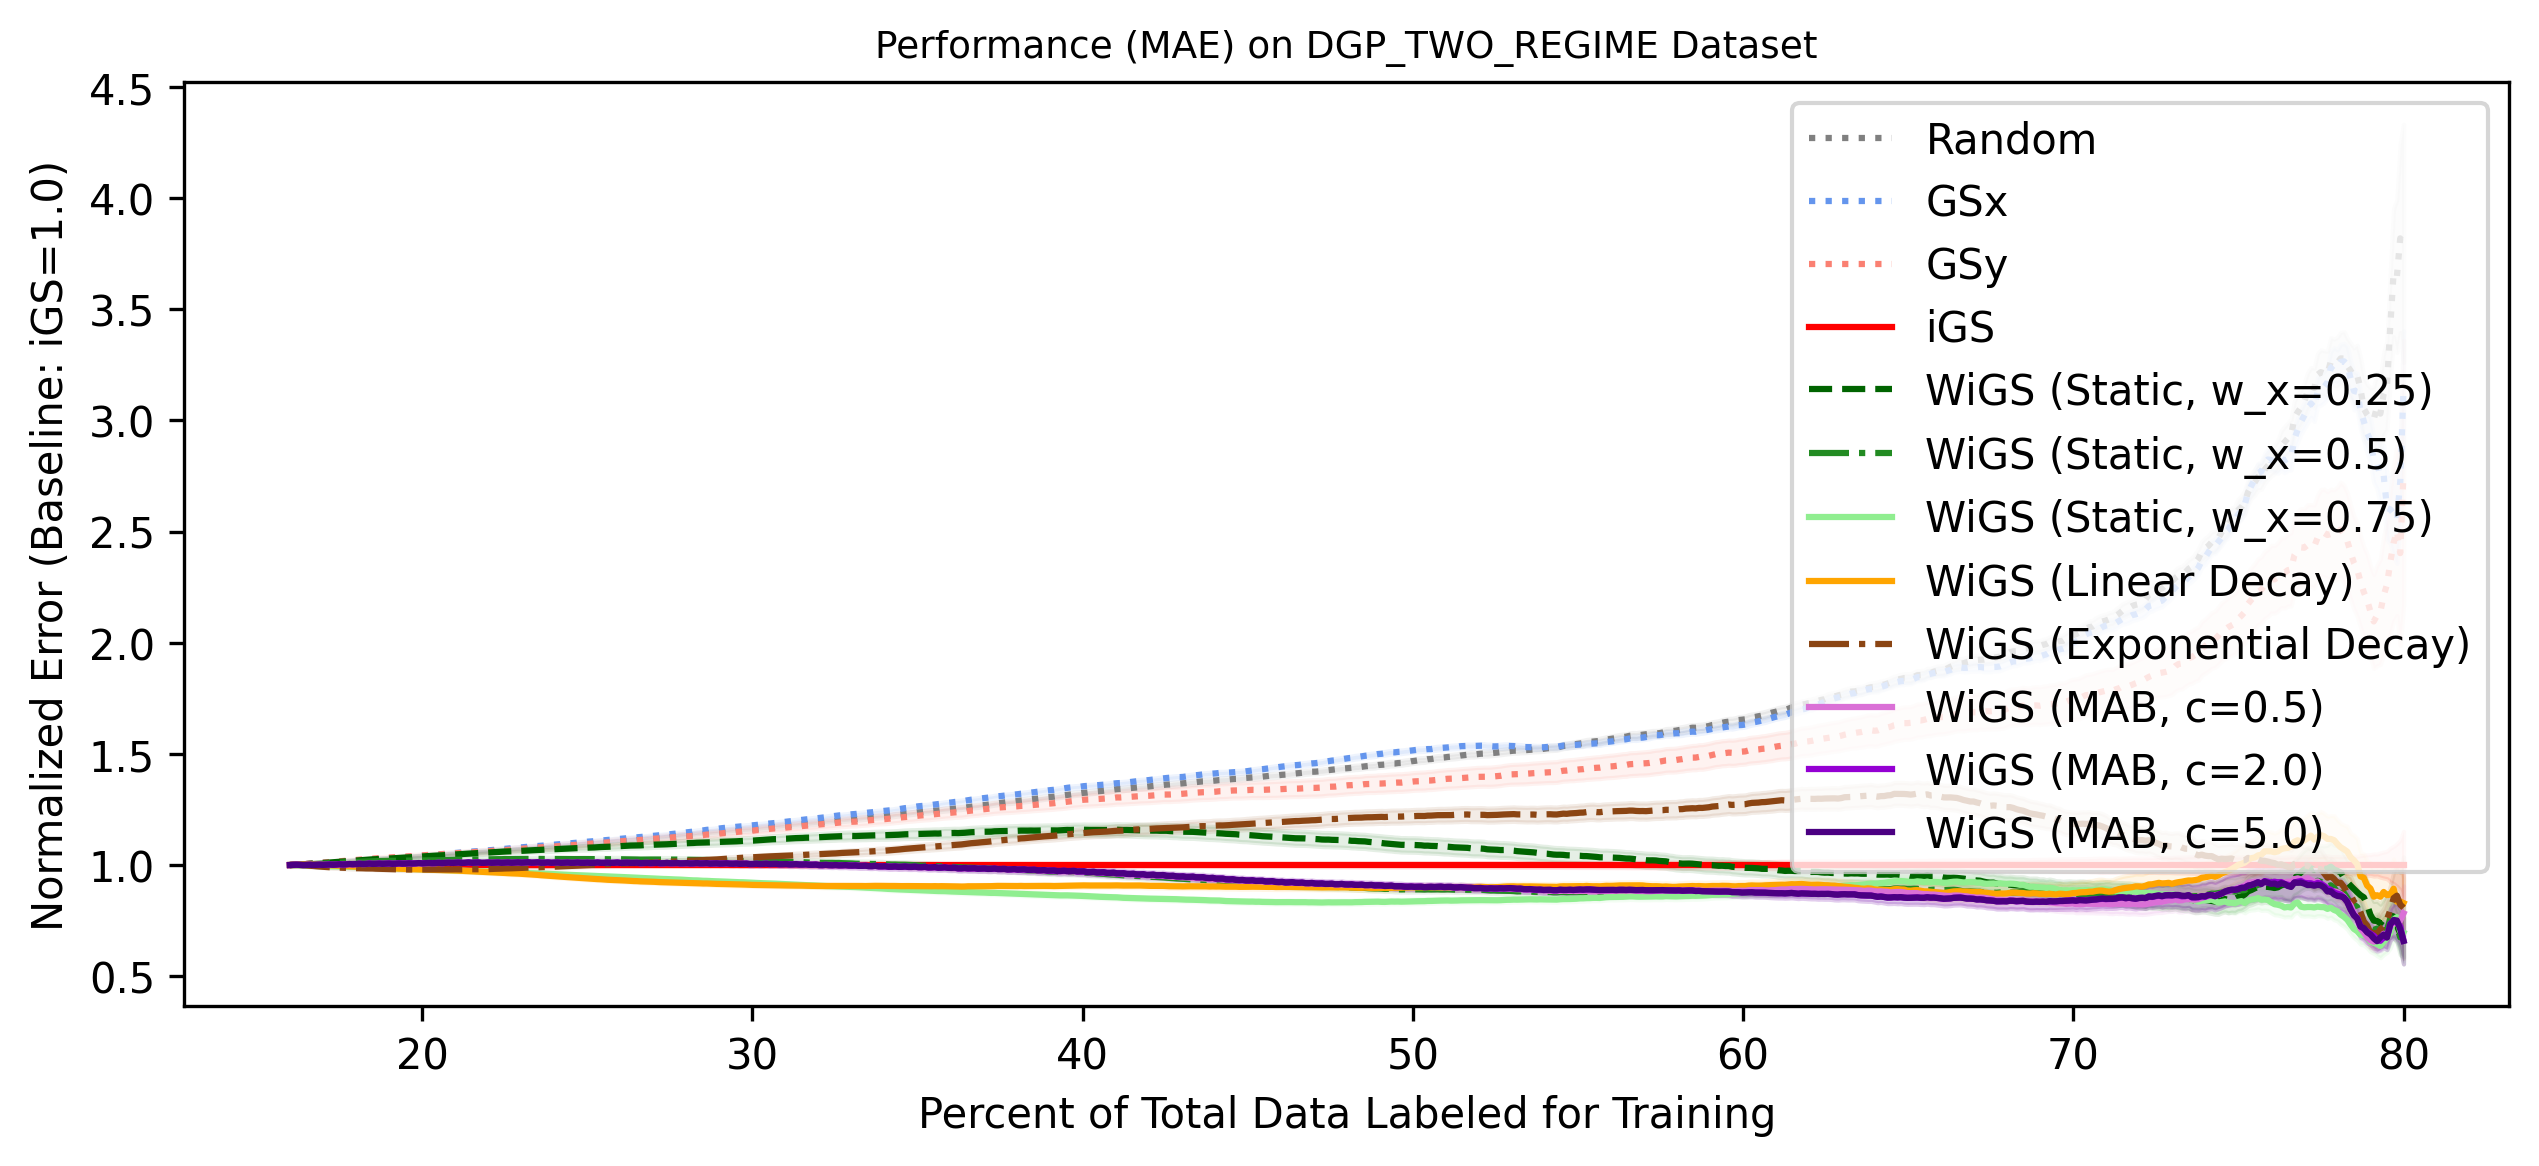 Performance (MAE) on DGP_TWO_REGIME Dataset
Normalized Error (Baseline: iGS=1.0)
4.5
4.0
3.5
3.0
2.5
2.0
1.5
1.0
0.5
Random
GSx
GSy
iGS
WiGS (Static, w_x=0.25)
WiGS (Static, w_x=0.5)
WiGS (Static, w_x=0.75)
WiGS (Linear Decay)
WiGS (Exponential Decay)
WiGS (MAB, c=0.5)
WiGS (MAB, c=2.0)
WiGS (MAB, c=5.0)
20 30 40 50 60 70 80
Percent of Total Data Labeled for Training